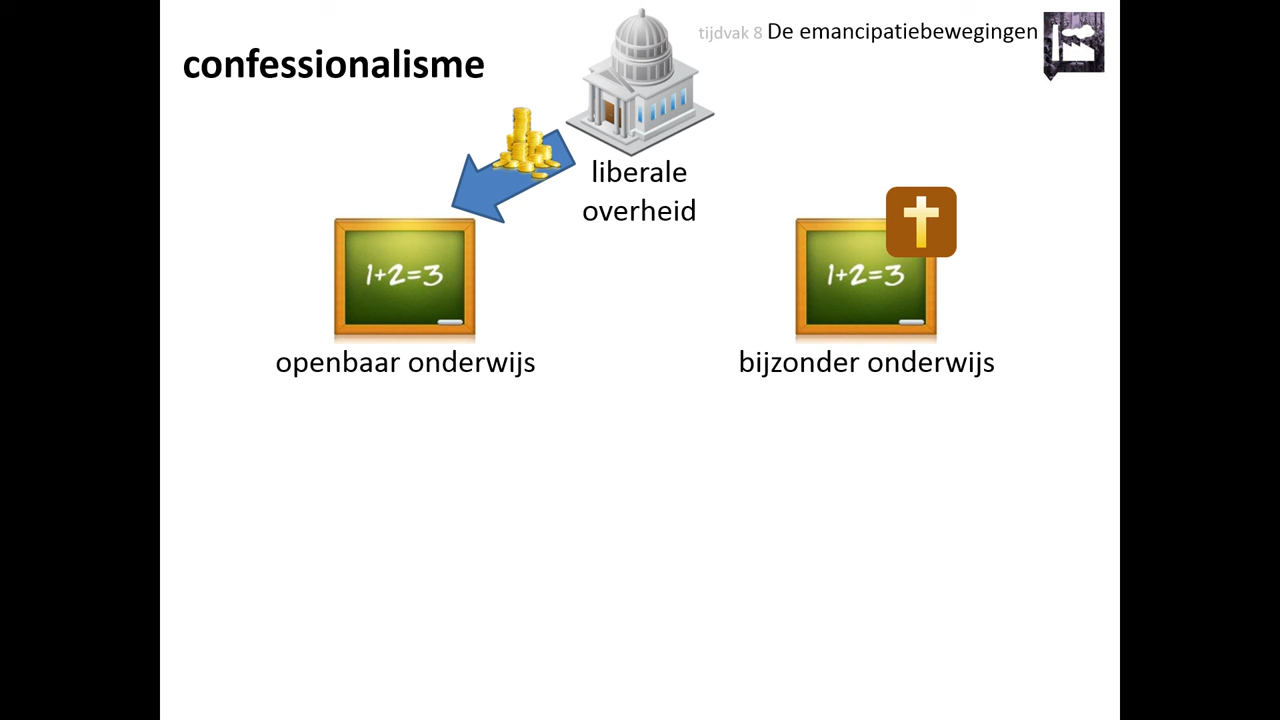 tijdvak 8 De emancipatiebewegingen
confessionalisme
liberale
overheid
1+2=3
1+2=3
openbaar onderwijs
bijzonder onderwijs